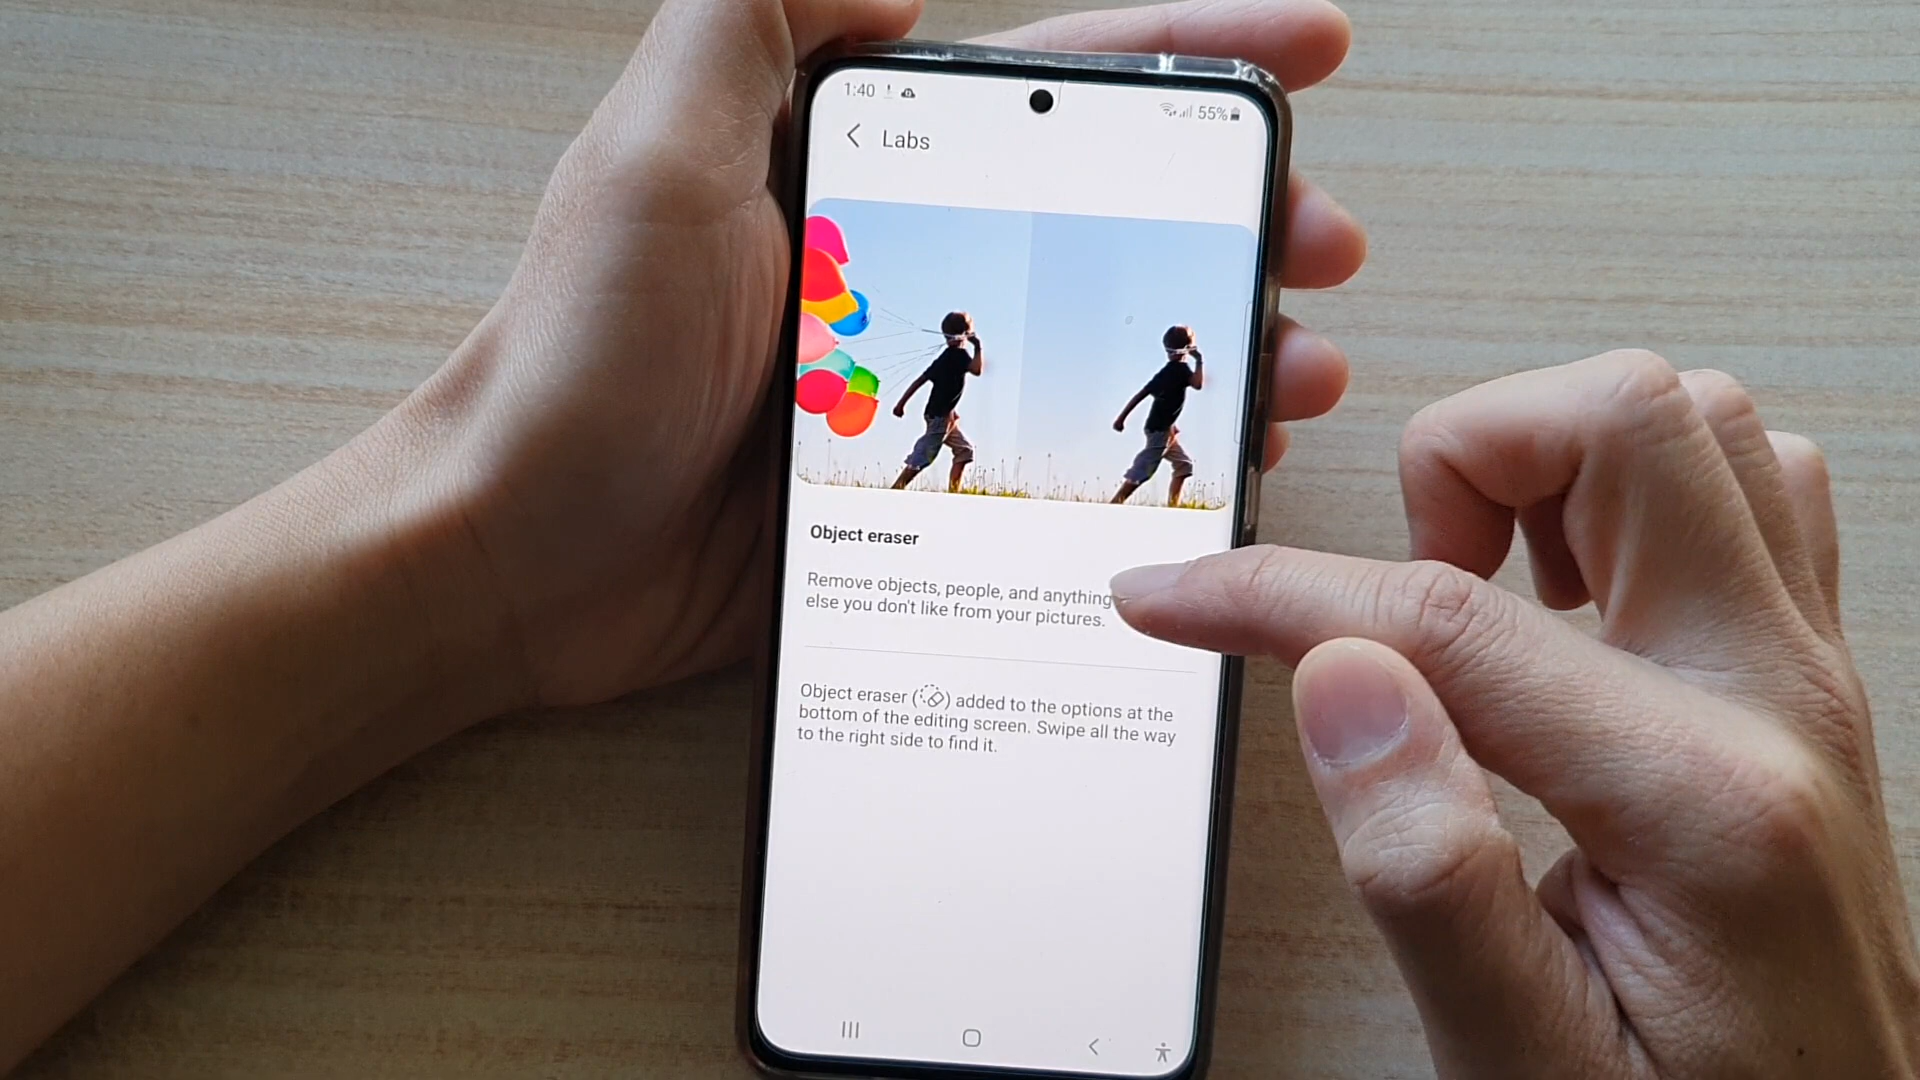 1:40
55%
Labs
Object eraser
Remove objects, people, and anything
else you don't like from your pictures.
Object eraser ( ) added to the options at the
bottom of the editing screen. Swipe all the way
to the right side to find it.